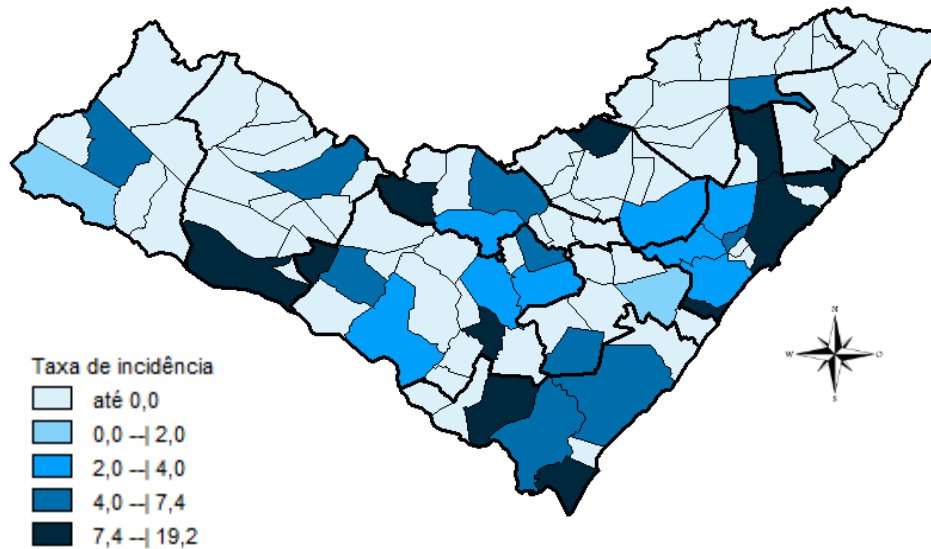 N
W
O
S
Taxa de incidência
até 0,0
0,0 --| 2,0
2,0 --| 4,0
4,0 --| 7,4
7,4 --| 19,2